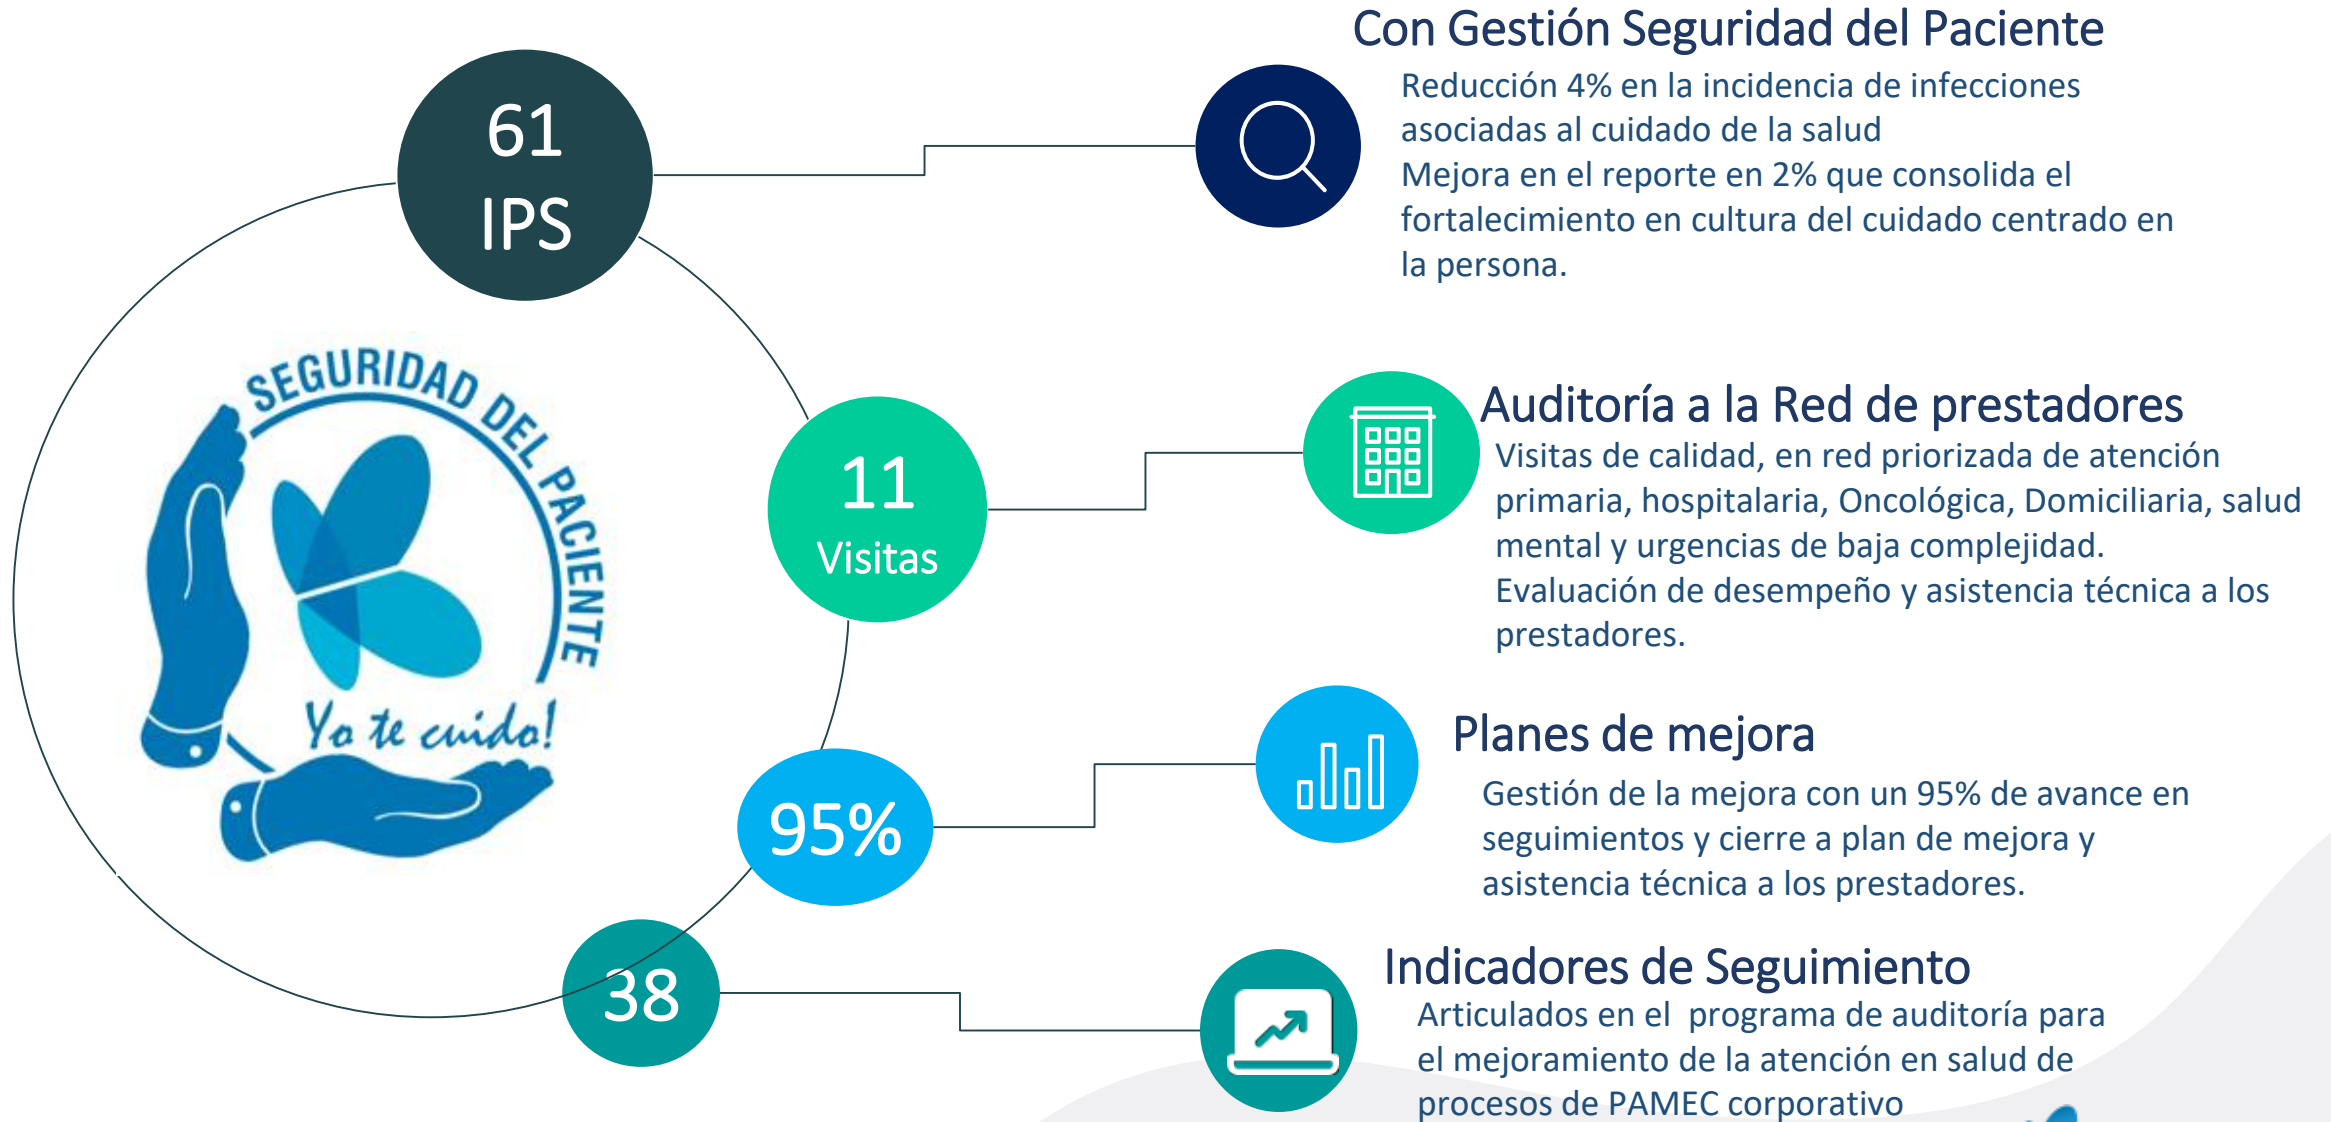 Con Gestión Seguridad del Paciente
61
IPS
Reducción 4% en la incidencia de infecciones
asociadas al cuidado de la salud
Mejora en el reporte en 2% que consolida el
fortalecimiento en cultura del cuidado centrado en
la persona.
SEGURIDAD DEL PACIENTE
Yo te cuido!
11
Visitas
Auditoría a la Red de prestadores
Visitas de calidad, en red priorizada de atención
primaria, hospitalaria, Oncológica, Domiciliaria, salud
mental y urgencias de baja complejidad.
Evaluación de desempeño y asistencia técnica a los
prestadores.
95%
Planes de mejora
Gestión de la mejora con un 95% de avance en
seguimientos y cierre a plan de mejora y
asistencia técnica a los prestadores.
38
Indicadores de Seguimiento
Articulados en el  programa de auditoría para
el mejoramiento de la atención en salud de
procesos de PAMEC corporativo